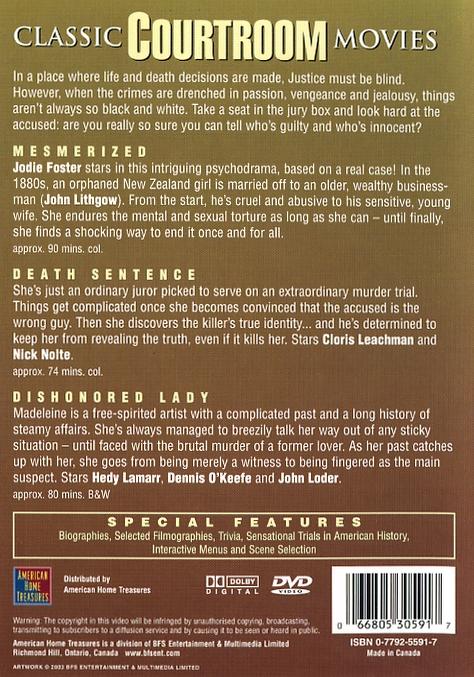 CLASSIC COURTROOM MOVIES
In a place where life and death decisions are made, Justice must be blind.
However, when the crimes are drenched in passion, vengeance and jealousy, things
aren't always so black and white. Take a seat in the jury box and look hard at the
accused: are you really so sure you can tell who's guilty and who's innocent?
MESMERIZED
Jodie Foster stars in this intriguing psychodrama, based on a real case! In the
1880s, an orphaned New Zealand girl is married off to an older, wealthy business-
man (John Lithgow). From the start, he's cruel and abusive to his sensitive, young
wife. She endures the mental and sexual torture as long as she can – until finally,
she finds a shocking way to end it once and for all.
approx. 90 mins. col.
DEATH SENTENCE
She's just an ordinary juror picked to serve on an extraordinary murder trial.
Things get complicated once she becomes convinced that the accused is the
wrong guy. Then she discovers the killer's true identity... and he's determined to
keep her from revealing the truth, even if it kills her. Stars Cloris Leachman and
Nick Nolte.
approx. 74 mins. col.
DISHONORED LADY
Madeleine is a free-spirited artist with a complicated past and a long history of
steamy affairs. She's always managed to breezily talk her way out of any sticky
situation – until faced with the brutal murder of a former lover. As her past catches
up with her, she goes from being merely a witness to being fingered as the main
suspect. Stars Hedy Lamarr, Dennis O'Keefe and John Loder.
approx. 80 mins. B&W
SPECIAL FEATURES
Biographies, Selected Filmographies, Trivia, Sensational Trials in American History,
Interactive Menus and Scene Selection
AMERICAN
HOME
TREASURES
Distributed by
American Home Treasures
DOLBY
DIGITAL
DVD
VIDEO
0 66805 30591 7
Warning: The copyright in this video will be infringed by unauthorised copying, broadcasting,
transmitting to subscribers to a diffusion service and by causing it to be seen or heard in public.
American Home Treasures is a division of BFS Entertainment & Multimedia Limited
Richmond Hill, Ontario, Canada www.bfsent.com
ISBN 0-7792-5591-7
Made in Canada
ARTWORK © 2003 BFS ENTERTAINMENT & MULTIMEDIA LIMITED